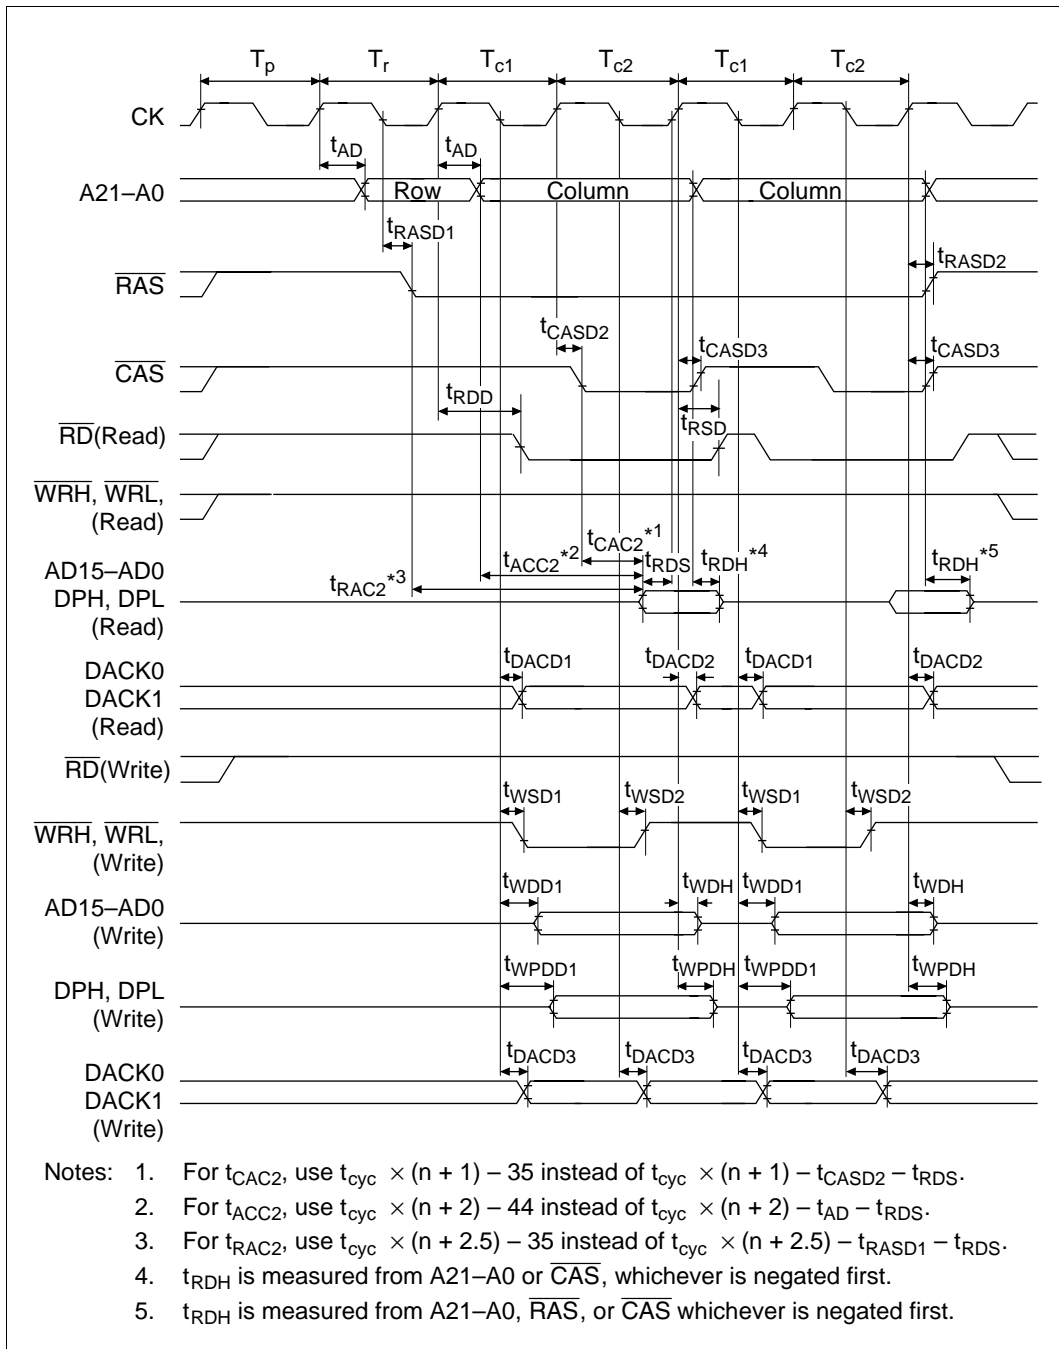 Tp Tr Tc1 Tc2 Tc1 Tc2
CK
tAD tAD
A21–A0 Row Column Column
tRASD1
RAS tRASD2
tCASD2 tCASD3 tCASD3
CAS
tRDD tRSD
RD(Read)
WRH, WRL,
(Read)
tCAC2*1
tACC2*2 tRDS tRDH*4 tRDH*5
tRAC2*3
AD15–AD0
DPH, DPL
(Read)
tDACD1 tDACD2 tDACD1 tDACD2
DACK0
DACK1
(Read)
RD(Write)
tWSD1 tWSD2 tWSD1 tWSD2
WRH, WRL,
(Write)
tWDD1 tWDH tWDD1 tWDH
AD15–AD0
(Write)
tWPDD1 tWPDH tWPDD1 tWPDH
DPH, DPL
(Write)
tDACD3 tDACD3 tDACD3 tDACD3
DACK0
DACK1
(Write)
Notes: 1. For tCAC2, use tcyc × (n + 1) – 35 instead of tcyc × (n + 1) – tCASD2 – tRDS.
2. For tACC2, use tcyc × (n + 2) – 44 instead of tcyc × (n + 2) – tAD – tRDS.
3. For tRAC2, use tcyc × (n + 2.5) – 35 instead of tcyc × (n + 2.5) – tRASD1 – tRDS.
4. tRDH is measured from A21–A0 or CAS, whichever is negated first.
5. tRDH is measured from A21–A0, RAS, or CAS whichever is negated first.